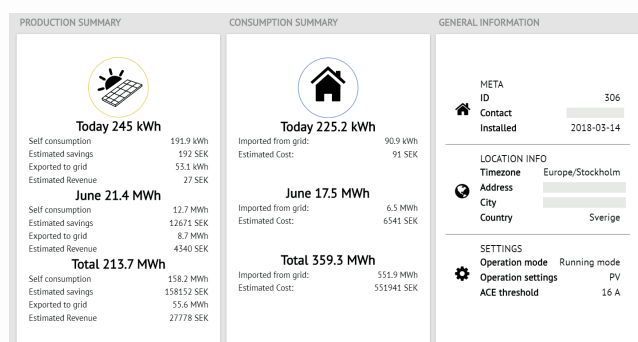 PRODUCTION SUMMARY
Today 245 kWh
Self consumption 191.9 kWh
Estimated savings 192 SEK
Exported to grid 53.1 kWh
Estimated Revenue 27 SEK
June 21.4 MWh
Self consumption 12.7 MWh
Estimated savings 12671 SEK
Exported to grid 8.7 MWh
Estimated Revenue 4340 SEK
Total 213.7 MWh
Self consumption 158.2 MWh
Estimated savings 158152 SEK
Exported to grid 55.6 MWh
Estimated Revenue 27778 SEK
CONSUMPTION SUMMARY
Today 225.2 kWh
Imported from grid: 90.9 kWh
Estimated Cost: 91 SEK
June 17.5 MWh
Imported from grid: 6.5 MWh
Estimated Cost: 6541 SEK
Total 359.3 MWh
Imported from grid: 551.9 MWh
Estimated Cost: 551941 SEK
GENERAL INFORMATION
META
ID 306
Contact
Installed 2018-03-14
LOCATION INFO
Timezone Europe/Stockholm
Address
City
Country Sverige
SETTINGS
Operation mode Running mode
Operation settings PV
ACE threshold 16 A